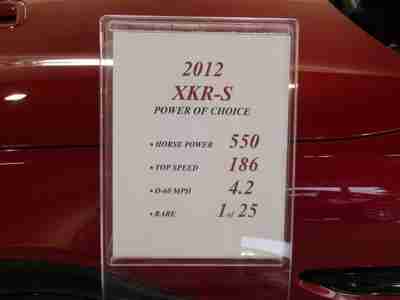 2012
XKR-S
POWER OF CHOICE
• HORSE POWER 550
• TOP SPEED 186
• 0-60 MPH 4.2
• RARE 1 of 25